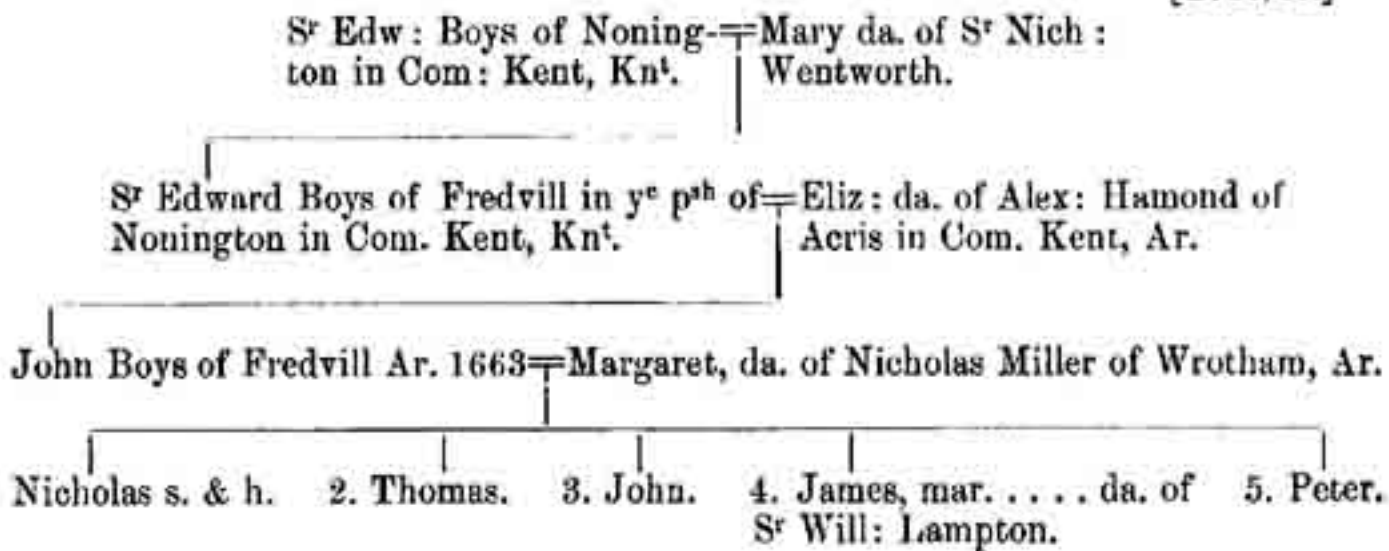 Sʳ Edw : Boys of Noning-
ton in Com : Kent, Knᵗ.
Mary da. of Sʳ Nich :
Wentworth.
Sʳ Edward Boys of Fredvill in yᵉ pˢʰ of
Nonington in Com. Kent, Knᵗ.
Eliz : da. of Alex : Hamond of
Acris in Com. Kent, Ar.
John Boys of Fredvill Ar. 1663
Margaret, da. of Nicholas Miller of Wrotham, Ar.
Nicholas s. & h.
2. Thomas.
3. John.
4. James, mar. . . . . da. of
Sʳ Will : Lampton.
5. Peter.